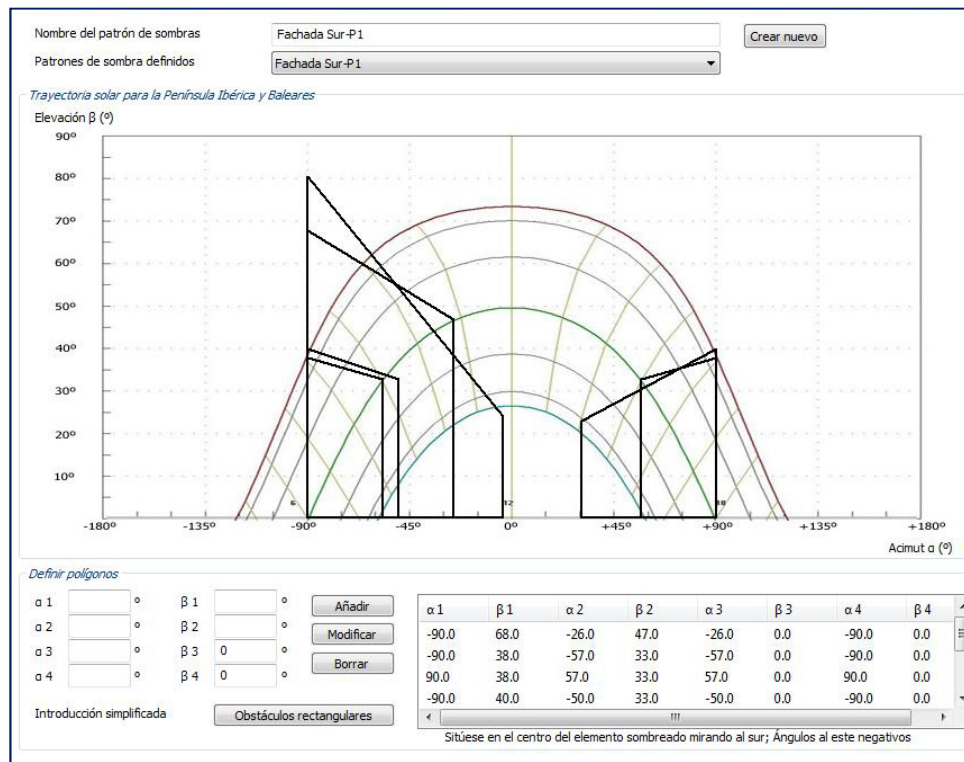 Nombre del patrón de sombras
Fachada Sur-P1
Crear nuevo
Patrones de sombra definidos
Fachada Sur-P1
Trayectoria solar para la Península Ibérica y Baleares
Elevación β (º)
90º
80º
70º
60º
50º
40º
30º
20º
10º
6
12
18
-180º -135º -90º -45º 0º +45º +90º +135º +180º
Acimut α (º)
Definir polígonos
α 1 º β 1 º Añadir
α 2 º β 2 º Modificar
α 3 º β 3 0 º Borrar
α 4 º β 4 0 º
Introducción simplificada Obstáculos rectangulares
α 1 β 1 α 2 β 2 α 3 β 3 α 4 β 4
-90.0 68.0 -26.0 47.0 -26.0 0.0 -90.0 0.0
-90.0 38.0 -57.0 33.0 -57.0 0.0 -90.0 0.0
90.0 38.0 57.0 33.0 57.0 0.0 90.0 0.0
-90.0 40.0 -50.0 33.0 -50.0 0.0 -90.0 0.0
Sitúese en el centro del elemento sombreado mirando al sur; Ángulos al este negativos